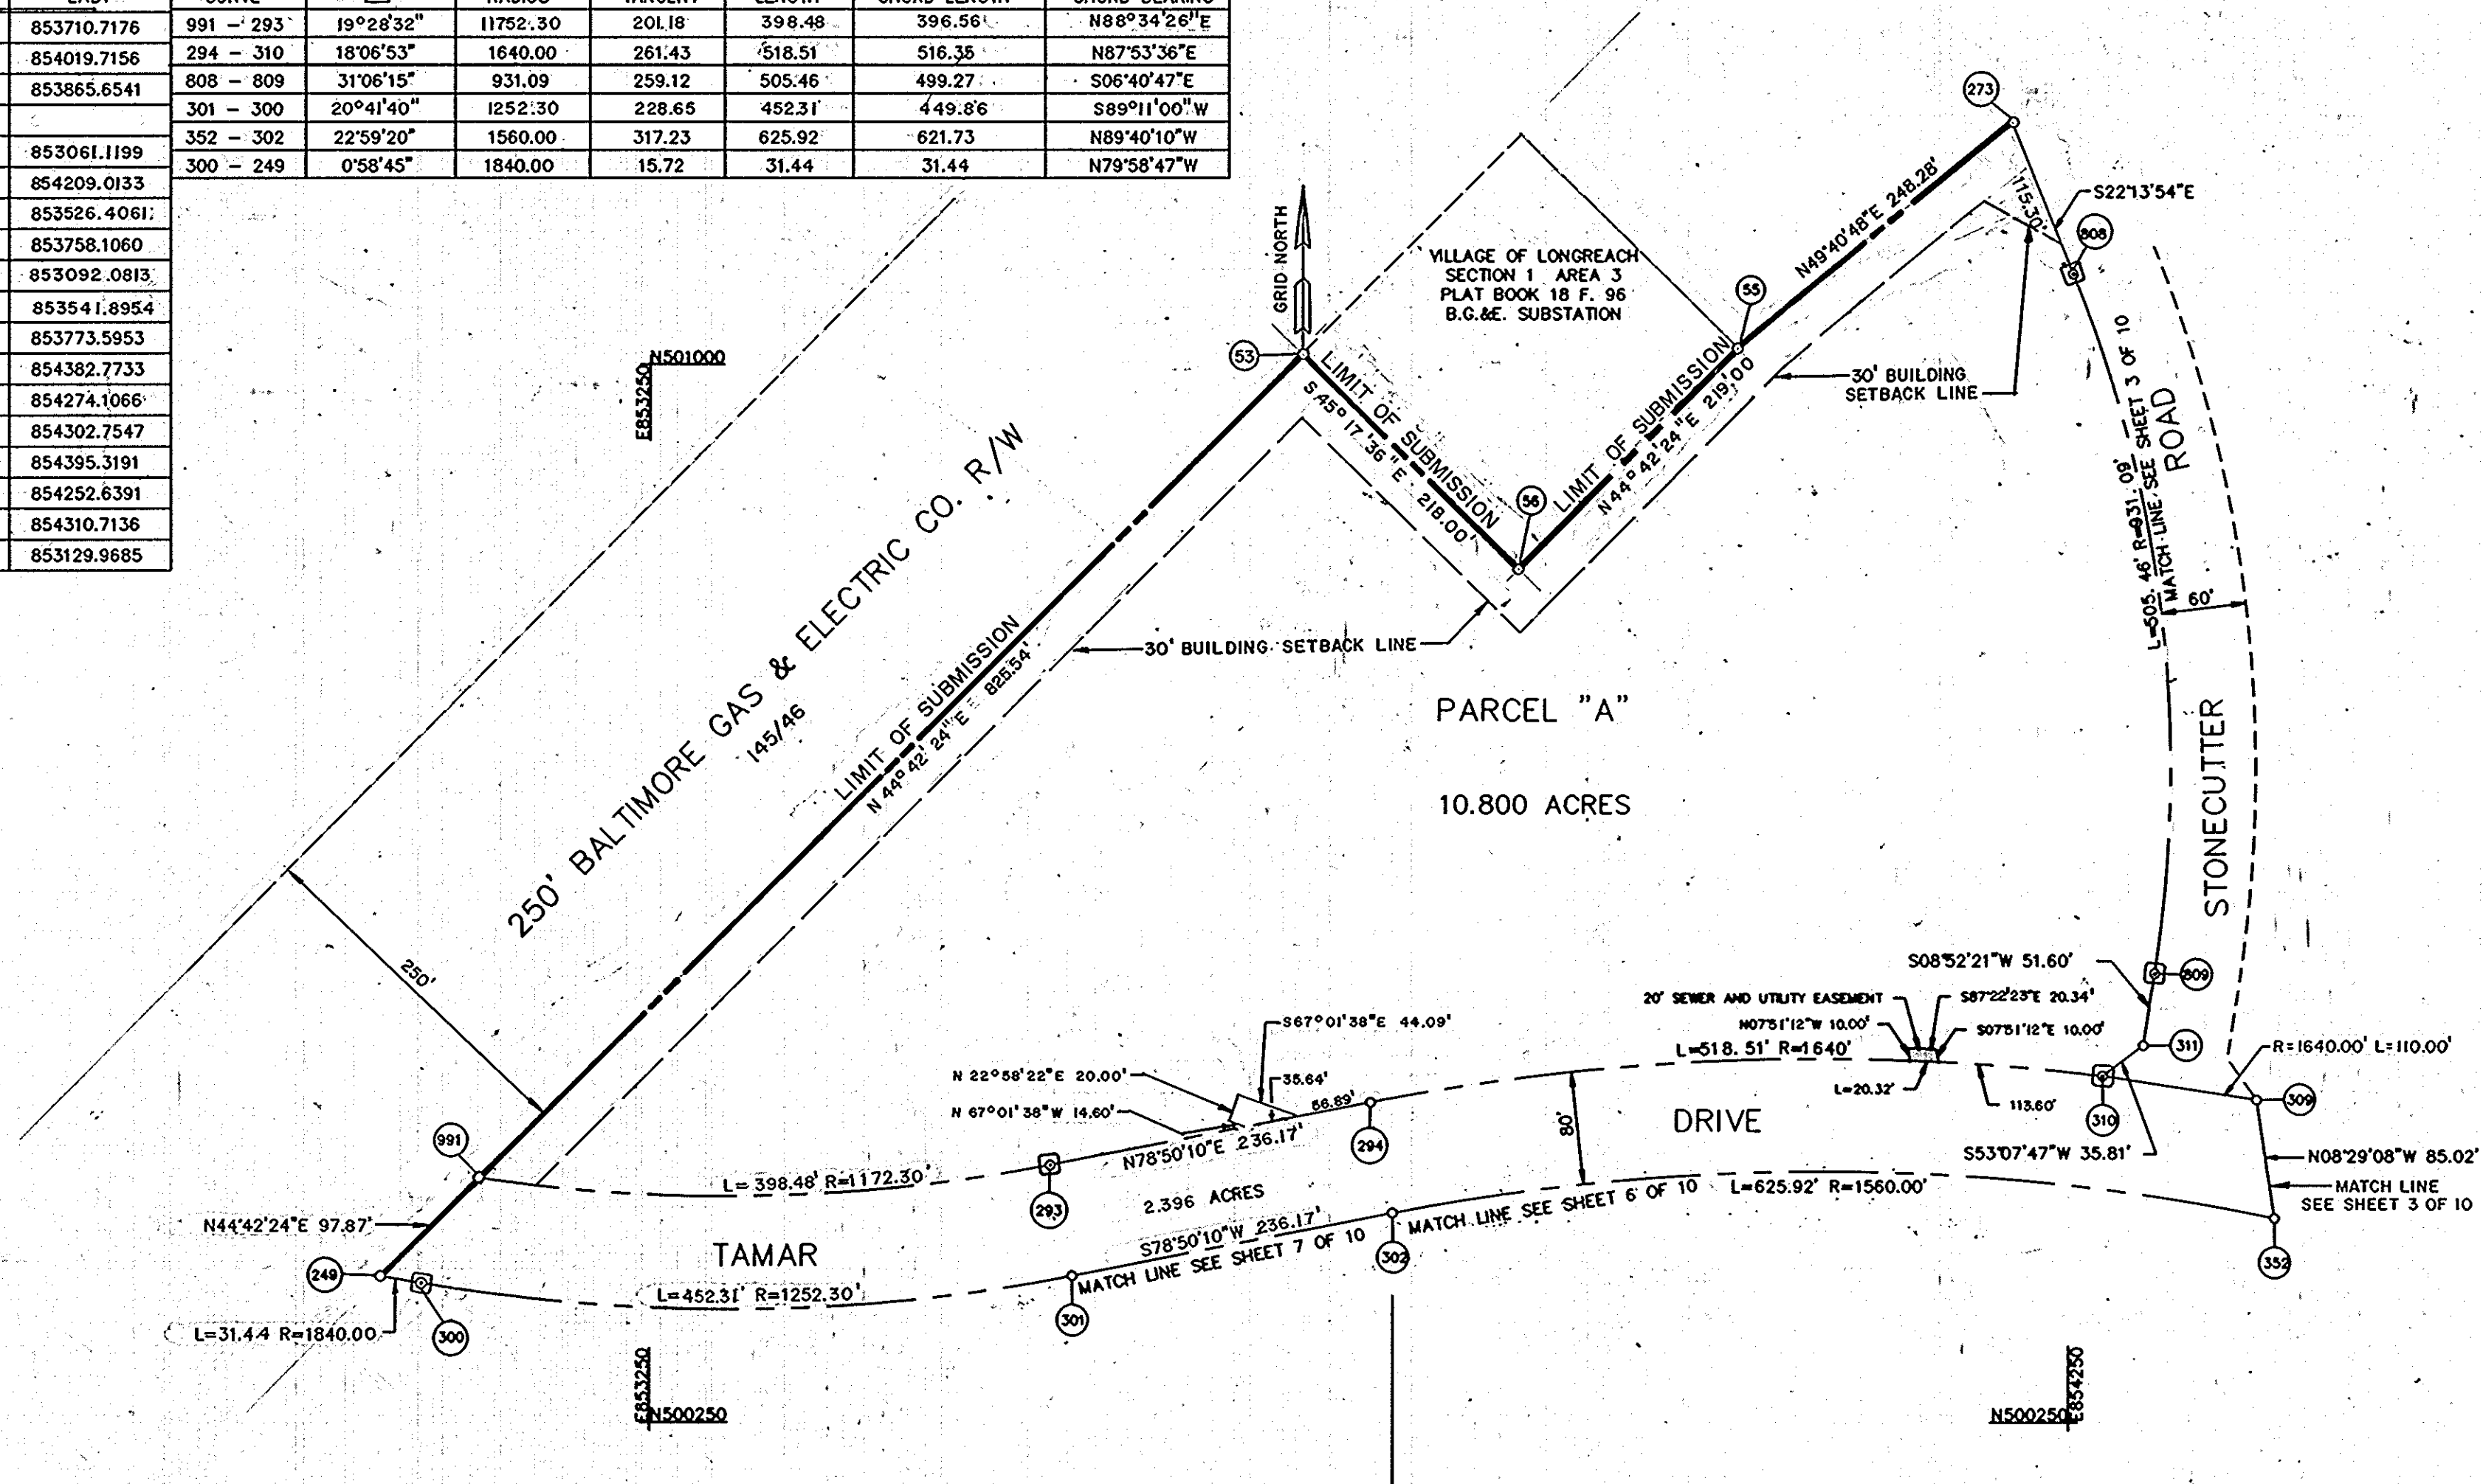 853710.7176
854019.7156
853865.6541
853061.1199
854209.0133
853526.4061
853758.1060
853092.0813
853541.8954
853773.5953
854382.7733
854274.1066
854302.7547
854395.3191
854252.6391
854310.7136
853129.9685
991 - 293 19°28'32" 11752.30 201.18 398.48 396.56 N88°34'26"E
294 - 310 18°06'53" 1640.00 261.43 518.51 516.35 N87°53'36"E
808 - 809 31°06'15" 931.09 259.12 505.46 499.27 S06°40'47"E
301 - 300 20°41'40" 1252.30 228.65 452.31 449.86 S89°11'00"W
352 - 302 22°59'20" 1560.00 317.23 625.92 621.73 N89°40'10"W
300 - 249 0°58'45" 1840.00 15.72 31.44 31.44 N79°58'47"W
273
S22°13'54"E
115.30'
808
N49°40'48"E 248.28'
GRID NORTH
VILLAGE OF LONGREACH
SECTION 1 AREA 3
PLAT BOOK 18 F. 96
B.G.&E. SUBSTATION
55
53
N501000
E853250
LIMIT OF SUBMISSION
S 45° 17' 36" E 218.00'
LIMIT OF SUBMISSION
N 44° 42' 24" E 219.00
56
30' BUILDING
SETBACK LINE
L=505.46' R=931.09'
MATCH LINE SEE SHEET 3 OF 10
ROAD
60'
STONECUTTER
250' BALTIMORE GAS & ELECTRIC CO. R/W
145/46
LIMIT OF SUBMISSION
N 44° 42' 24" E 825.54'
30' BUILDING SETBACK LINE
PARCEL "A"
10.800 ACRES
250'
S08°52'21"W 51.60'
809
20' SEWER AND UTILITY EASEMENT
S87°22'23"E 20.34'
N07°51'12"W 10.00'
S07°51'12"E 10.00'
L=518.51' R=1640'
L=20.32'
113.60'
311
R=1640.00' L=110.00'
310
309
S53°07'47"W 35.81'
N08°29'08"W 85.02'
MATCH LINE
SEE SHEET 3 OF 10
352
S67°01'38"E 44.09'
N 22°58'22"E 20.00'
35.64'
N 67°01'38"W 14.60'
56.89'
N78°50'10"E 236.17'
294
80'
DRIVE
991
L=398.48' R=1172.30'
293
2.396 ACRES
S78°50'10"W 236.17'
MATCH LINE SEE SHEET 7 OF 10
MATCH LINE SEE SHEET 6 OF 10
L=625.92' R=1560.00'
302
N44°42'24"E 97.87'
TAMAR
249
L=452.31' R=1252.30'
301
L=31.44 R=1840.00
300
E853250
N500250
N500250
E854250